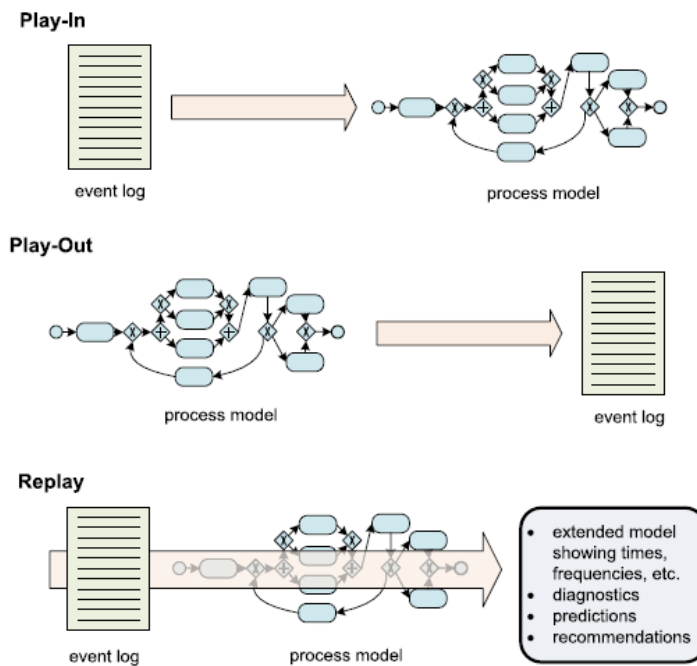 Play-In
event log
process model
Play-Out
process model
event log
Replay
event log
process model
• extended model
showing times,
frequencies, etc.
• diagnostics
• predictions
• recommendations